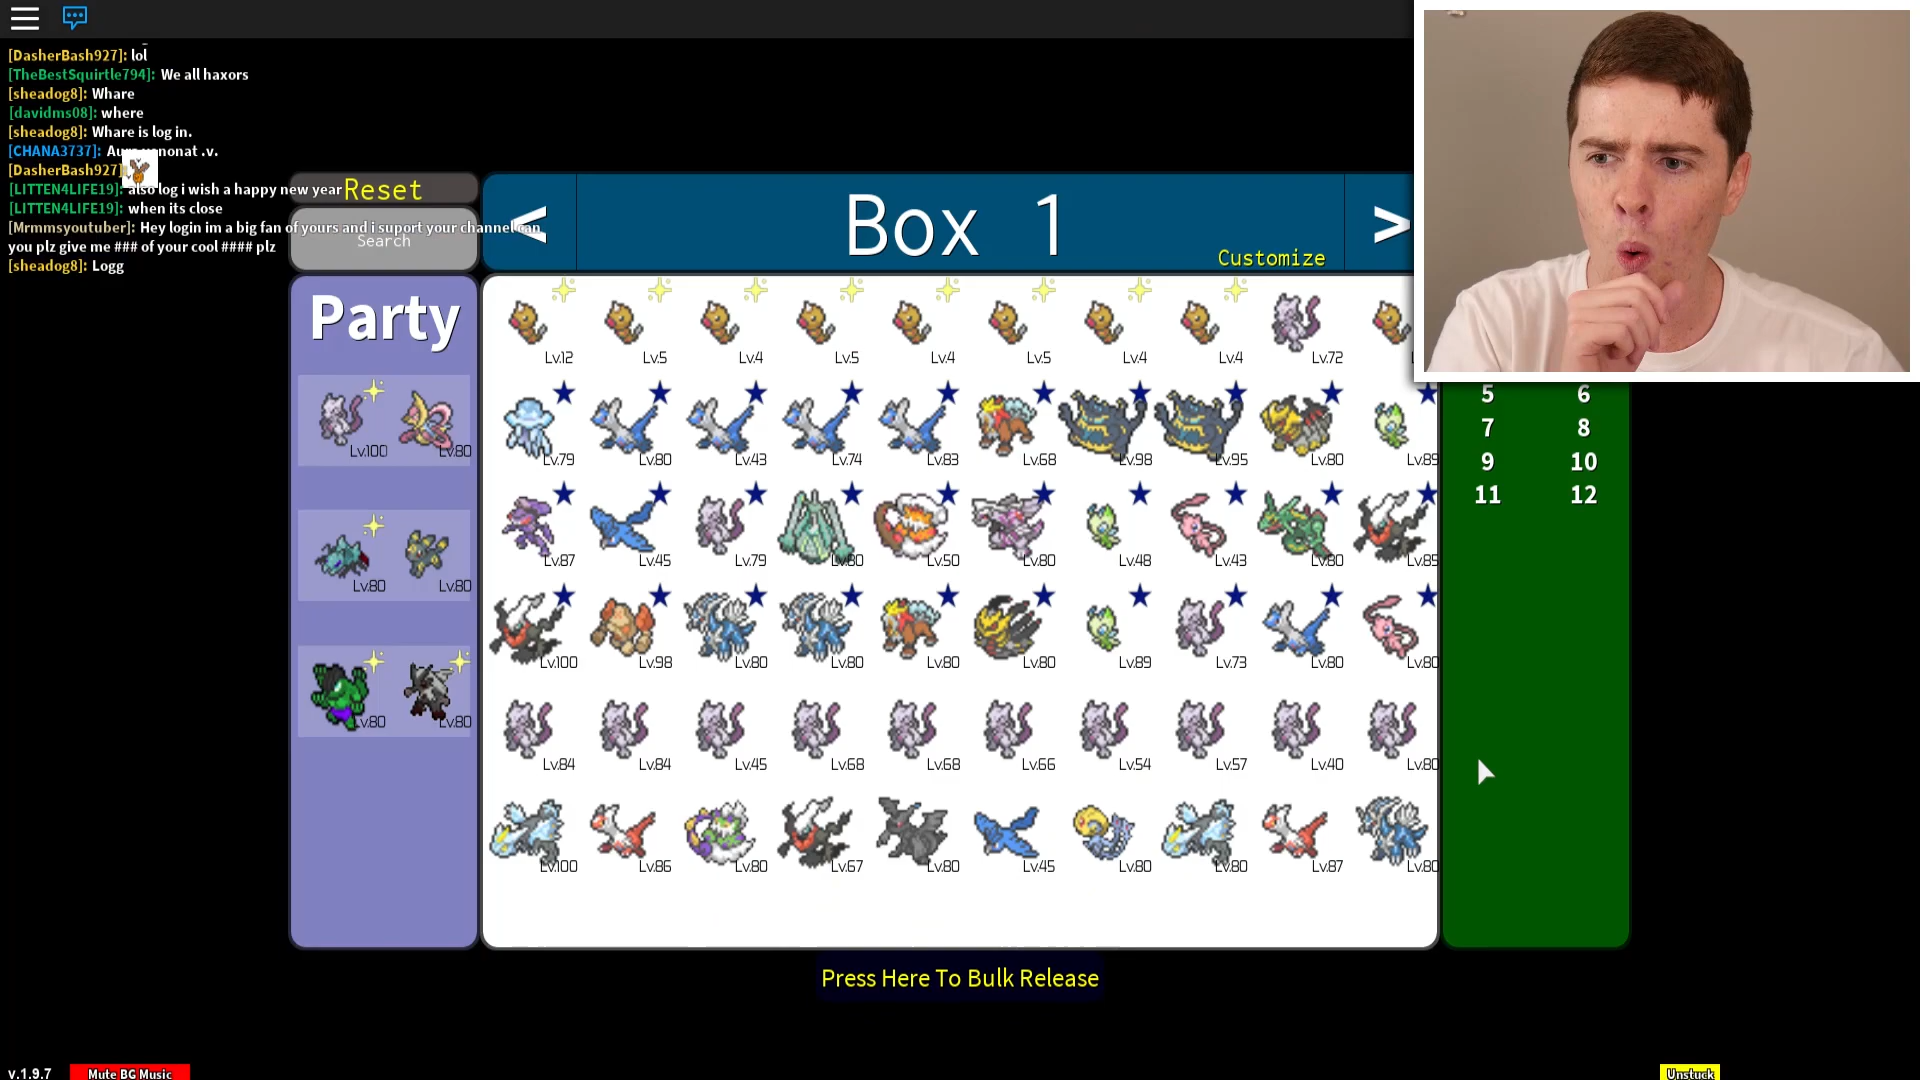 [DasherBash927]: lol
[TheBestSquirtle794]: We all haxors
[sheadog8]: Whare
[davidms08]: where
[sheadog8]: Whare is log in.
[CHANA3737]: .v.
[DasherBash927]
[LITTEN4LIFE19]: also log i wish a happy new year
[LITTEN4LIFE19]: when its close
[Mrmmsyoutuber]: Hey login im a big fan of yours and i suport your channel can
you plz give me ### of your cool #### plz
[sheadog8]: Logg
Reset
Search
< Box 1 >
Customize
Party
Lv.100 Lv.80
Lv.80 Lv.80
Lv.80 Lv.80
Lv.12 Lv.5 Lv.4 Lv.5 Lv.4 Lv.5 Lv.4 Lv.4 Lv.72
Lv.79 Lv.80 Lv.43 Lv.74 Lv.83 Lv.68 Lv.98 Lv.95 Lv.80 Lv.89
Lv.87 Lv.45 Lv.79 Lv.80 Lv.50 Lv.80 Lv.48 Lv.43 Lv.80 Lv.85
Lv.100 Lv.98 Lv.80 Lv.80 Lv.80 Lv.80 Lv.89 Lv.73 Lv.80 Lv.80
Lv.84 Lv.84 Lv.45 Lv.68 Lv.68 Lv.66 Lv.54 Lv.57 Lv.40 Lv.80
Lv.100 Lv.86 Lv.80 Lv.67 Lv.80 Lv.45 Lv.80 Lv.80 Lv.87 Lv.80
5 6
7 8
9 10
11 12
Press Here To Bulk Release
v.1.9.7
Mute BG Music
Unstuck